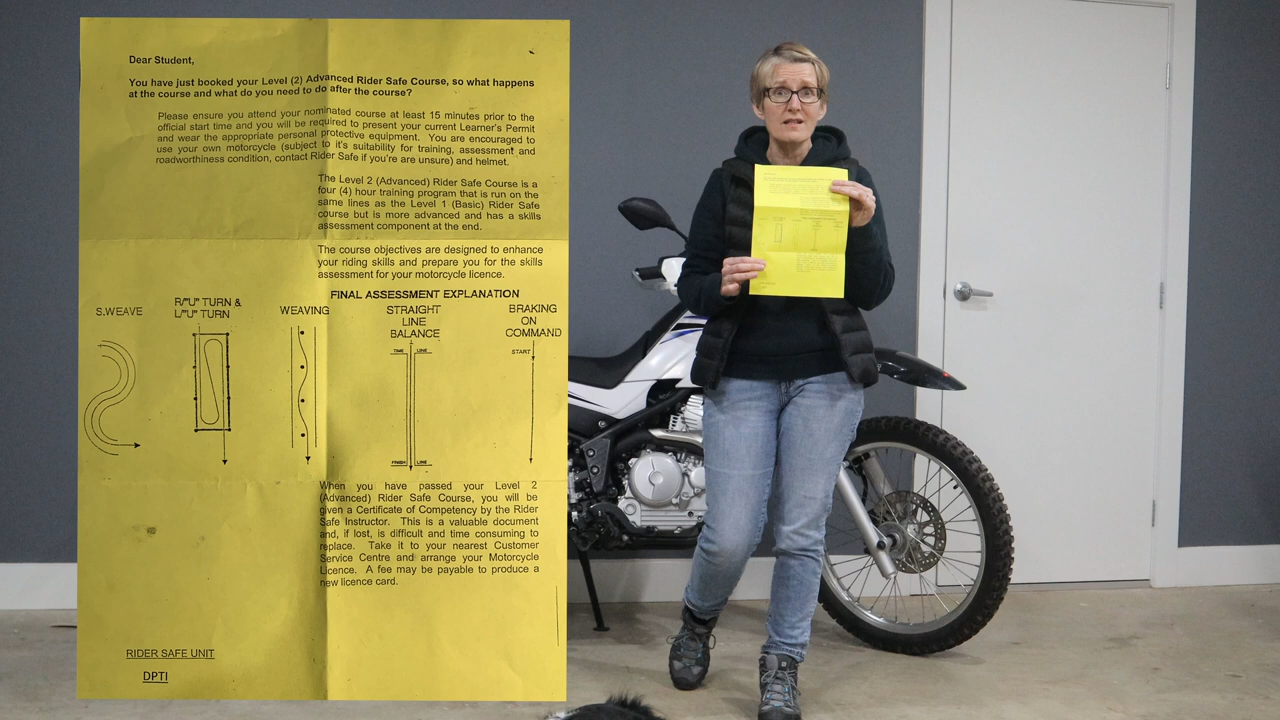 Dear Student,
You have just booked your Level (2) Advanced Rider Safe Course, so what happens
at the course and what do you need to do after the course?
Please ensure you attend your nominated course at least 15 minutes prior to the
official start time and you will be required to present your current Learner's Permit
and wear the appropriate personal protective equipment. You are encouraged to
use your own motorcycle (subject to it's suitability for training, assessment and
roadworthiness condition, contact Rider Safe if you're are unsure) and helmet.
The Level 2 (Advanced) Rider Safe Course is a
four (4) hour training program that is run on the
same lines as the Level 1 (Basic) Rider Safe
course but is more advanced and has a skills
assessment component at the end.
The course objectives are designed to enhance
your riding skills and prepare you for the skills
assessment for your motorcycle licence.
FINAL ASSESSMENT EXPLANATION
S.WEAVE
R/"U" TURN &
L/"U" TURN
WEAVING
STRAIGHT
LINE
BALANCE
BRAKING
ON
COMMAND
TIME LINE
START
FINISH LINE
When you have passed your Level 2
(Advanced) Rider Safe Course, you will be
given a Certificate of Competency by the Rider
Safe Instructor. This is a valuable document
and, if lost, is difficult and time consuming to
replace. Take it to your nearest Customer
Service Centre and arrange your Motorcycle
Licence. A fee may be payable to produce a
new licence card.
RIDER SAFE UNIT
DPTI